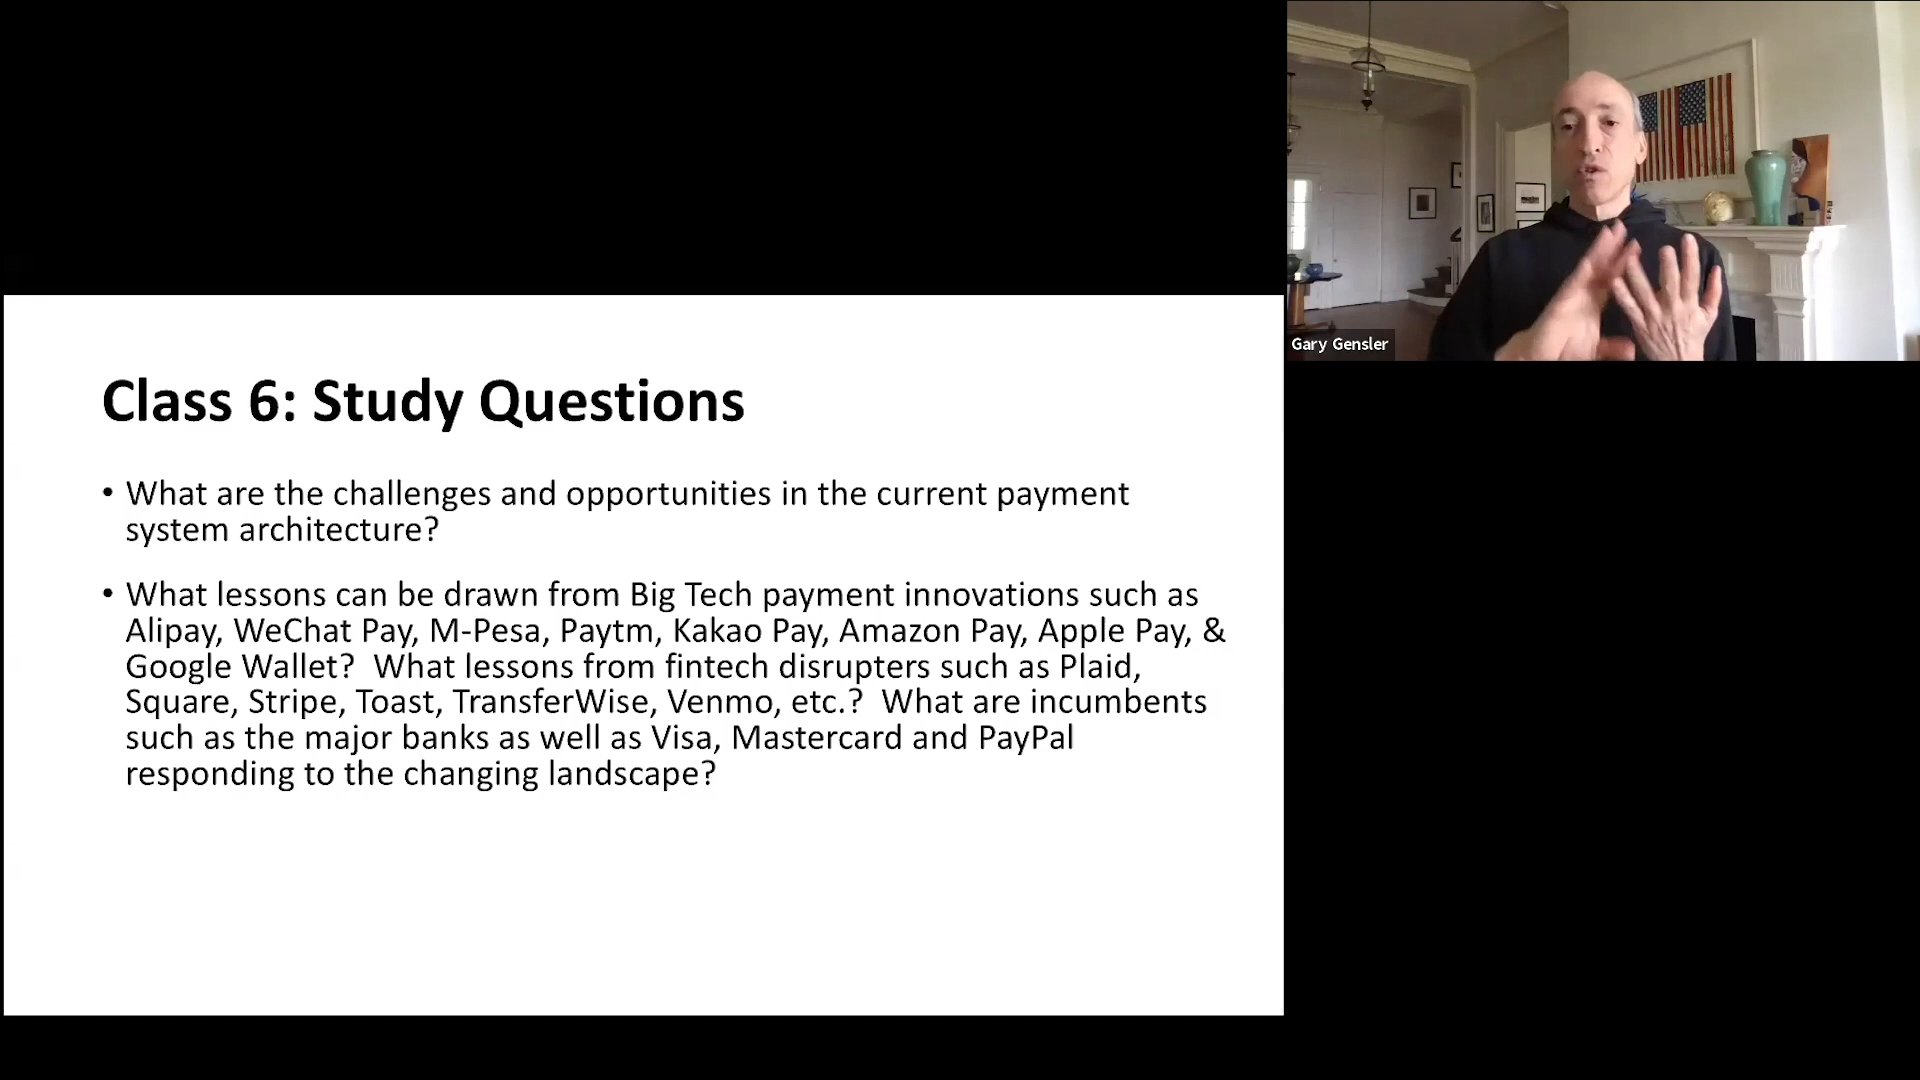 Gary Gensler
Class 6: Study Questions
• What are the challenges and opportunities in the current payment
system architecture?
• What lessons can be drawn from Big Tech payment innovations such as
Alipay, WeChat Pay, M-Pesa, Paytm, Kakao Pay, Amazon Pay, Apple Pay, &
Google Wallet?  What lessons from fintech disrupters such as Plaid,
Square, Stripe, Toast, TransferWise, Venmo, etc.?  What are incumbents
such as the major banks as well as Visa, Mastercard and PayPal
responding to the changing landscape?